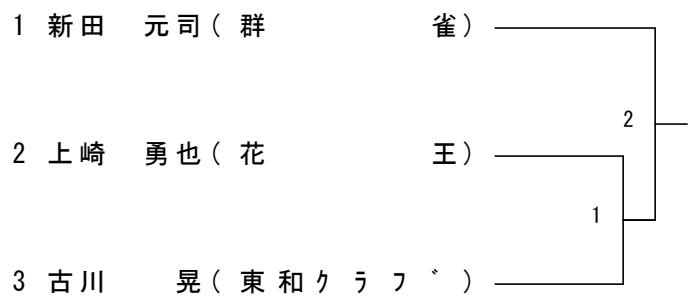 1 新田 元司( 群 雀)
2
2 上崎 勇也( 花 王)
1
3 古川 晃( 東和ｸﾗﾌﾞ)